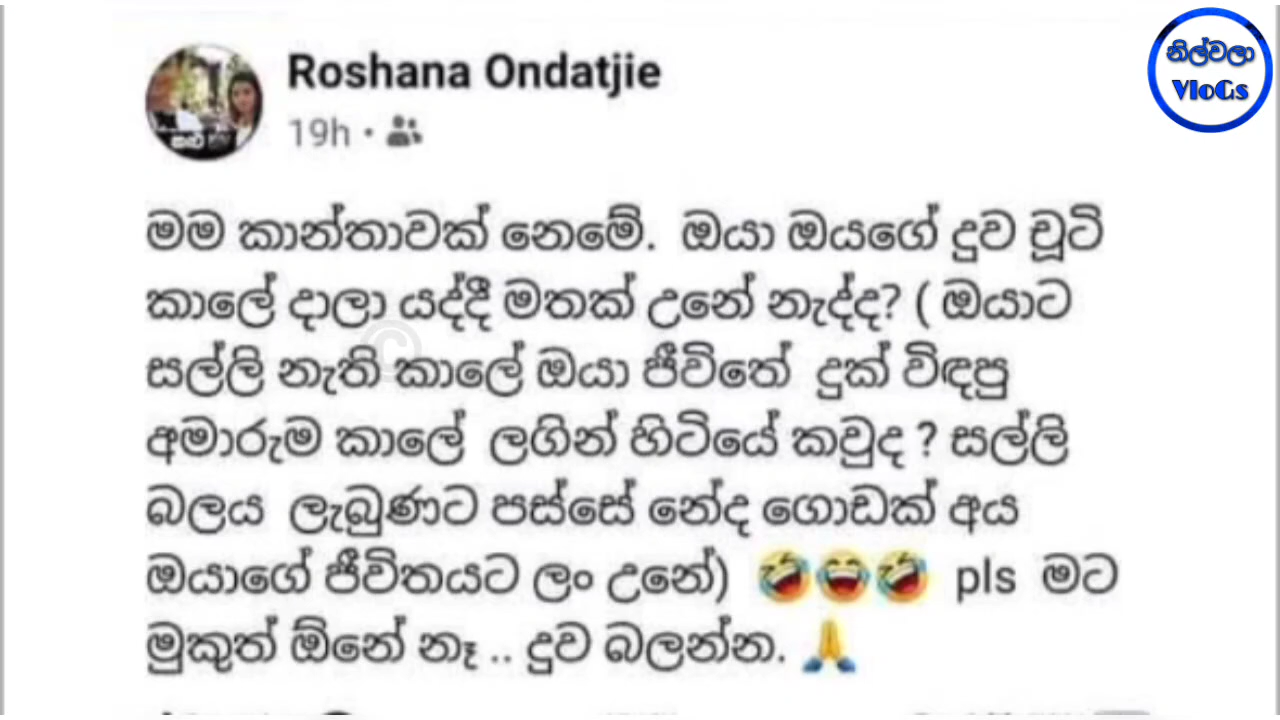 Roshana Ondatjie
නිල්වලා
VloGs
19h •
මම කාන්තාවක් නෙමේ. ඔයා ඔයගේ දුව චූටි
කාලේ දාලා යද්දී මතක් උනේ නැද්ද? ( ඔයාට
සල්ලි නැති කාලේ ඔයා ජීවිතේ දුක් විඳපු
අමාරුම කාලේ ලගින් හිටියේ කවුද ? සල්ලි
බලය ලැබුණට පස්සේ නේද ගොඩක් අය
ඔයාගේ ජීවිතයට ලං උනේ) 🤣😂🤣 pls මට
මුකුත් ඕනේ නෑ .. දුව බලන්න. 🙏
©